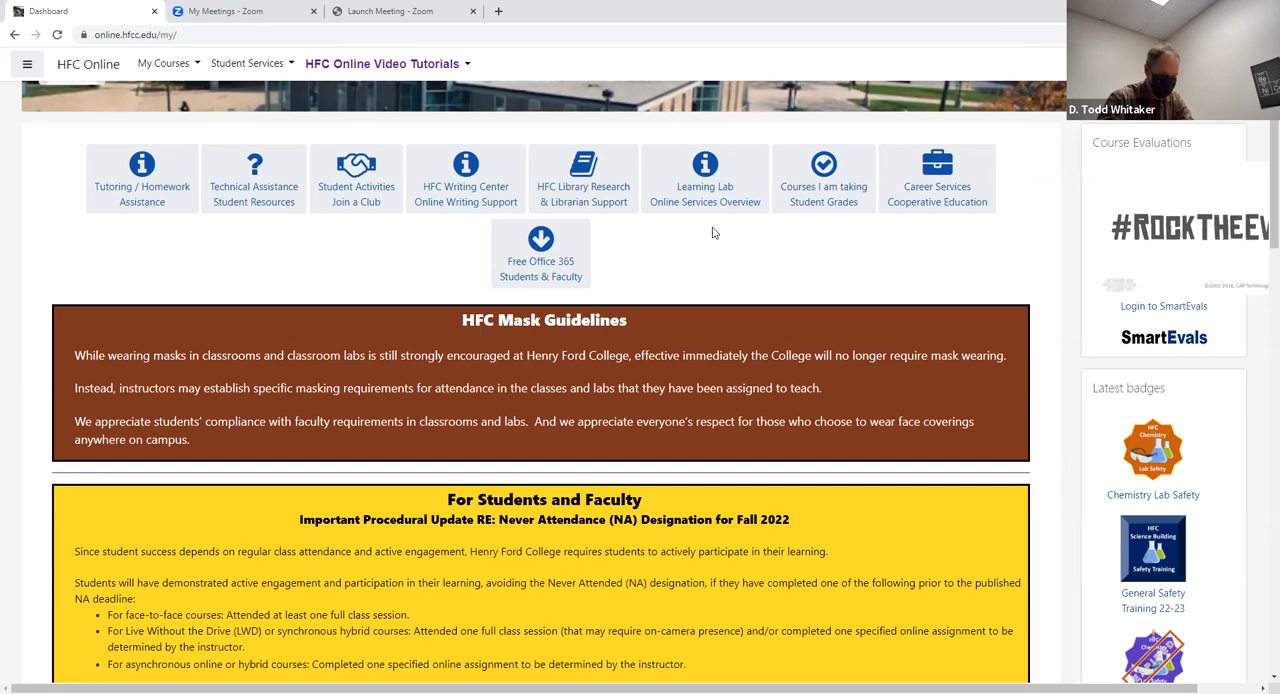 Dashboard
My Meetings - Zoom
Launch Meeting - Zoom
online.hfcc.edu/my/
HFC Online
My Courses
Student Services
HFC Online Video Tutorials
D. Todd Whitaker
Tutoring / Homework
Assistance
Technical Assistance
Student Resources
Student Activities
Join a Club
HFC Writing Center
Online Writing Support
HFC Library Research
& Librarian Support
Learning Lab
Online Services Overview
Courses I am taking
Student Grades
Career Services
Cooperative Education
Free Office 365
Students & Faculty
HFC Mask Guidelines
While wearing masks in classrooms and classroom labs is still strongly encouraged at Henry Ford College, effective immediately the College will no longer require mask wearing.
Instead, instructors may establish specific masking requirements for attendance in the classes and labs that they have been assigned to teach.
We appreciate students’ compliance with faculty requirements in classrooms and labs. And we appreciate everyone’s respect for those who choose to wear face coverings
anywhere on campus.
For Students and Faculty
Important Procedural Update RE: Never Attendance (NA) Designation for Fall 2022
Since student success depends on regular class attendance and active engagement, Henry Ford College requires students to actively participate in their learning.
Students will have demonstrated active engagement and participation in their learning, avoiding the Never Attended (NA) designation, if they have completed one of the following prior to the published
NA deadline:
• For face-to-face courses: Attended at least one full class session.
• For Live Without the Drive (LWD) or synchronous hybrid courses: Attended one full class session (that may require on-camera presence) and/or completed one specified online assignment to be
determined by the instructor.
• For asynchronous online or hybrid courses: Completed one specified online assignment to be determined by the instructor.
Course Evaluations
#ROCKTHEEV
Login to SmartEvals
SmartEvals
Latest badges
HFC
Chemistry
Lab Safety
Chemistry Lab Safety
HFC
Science Building
Safety Training
General Safety
Training 22-23